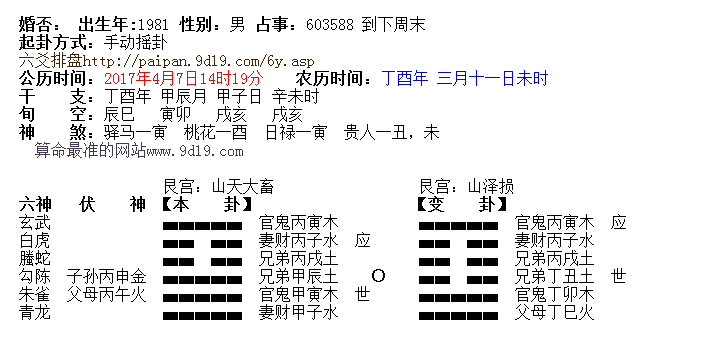 婚否： 出生年:1981 性别：男 占事：603588 到下周末
起卦方式：手动摇卦
六爻排盘http://paipan.9d19.com/6y.asp
公历时间：2017年4月7日14时19分 农历时间：丁酉年 三月十一日未时
干 支：丁酉年 甲辰月 甲子日 辛未时
旬 空：辰巳 寅卯 戌亥 戌亥
神 煞：驿马—寅 桃花—酉 日禄—寅 贵人—丑，未
算命最准的网站www.9d19.com
艮宫：山天大畜 艮宫：山泽损
六神 伏 神 【本 卦】 【变 卦】
玄武 官鬼丙寅木 官鬼丙寅木 应
白虎 妻财丙子水 应 妻财丙子水
螣蛇 兄弟丙戌土 兄弟丙戌土
勾陈 子孙丙申金 兄弟甲辰土 O 兄弟丁丑土 世
朱雀 父母丙午火 官鬼甲寅木 世 官鬼丁卯木
青龙 妻财甲子水 父母丁巳火